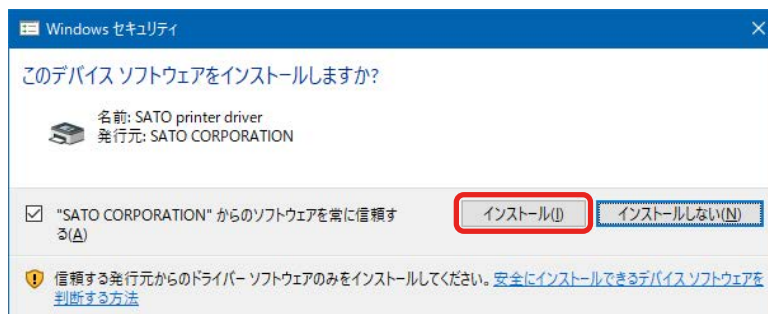 Windows セキュリティ
このデバイス ソフトウェアをインストールしますか?
名前: SATO printer driver
発行元: SATO CORPORATION
"SATO CORPORATION" からのソフトウェアを常に信頼す
る(A)
インストール(I)
インストールしない(N)
信頼する発行元からのドライバー ソフトウェアのみをインストールしてください。安全にインストールできるデバイス ソフトウェアを
判断する方法